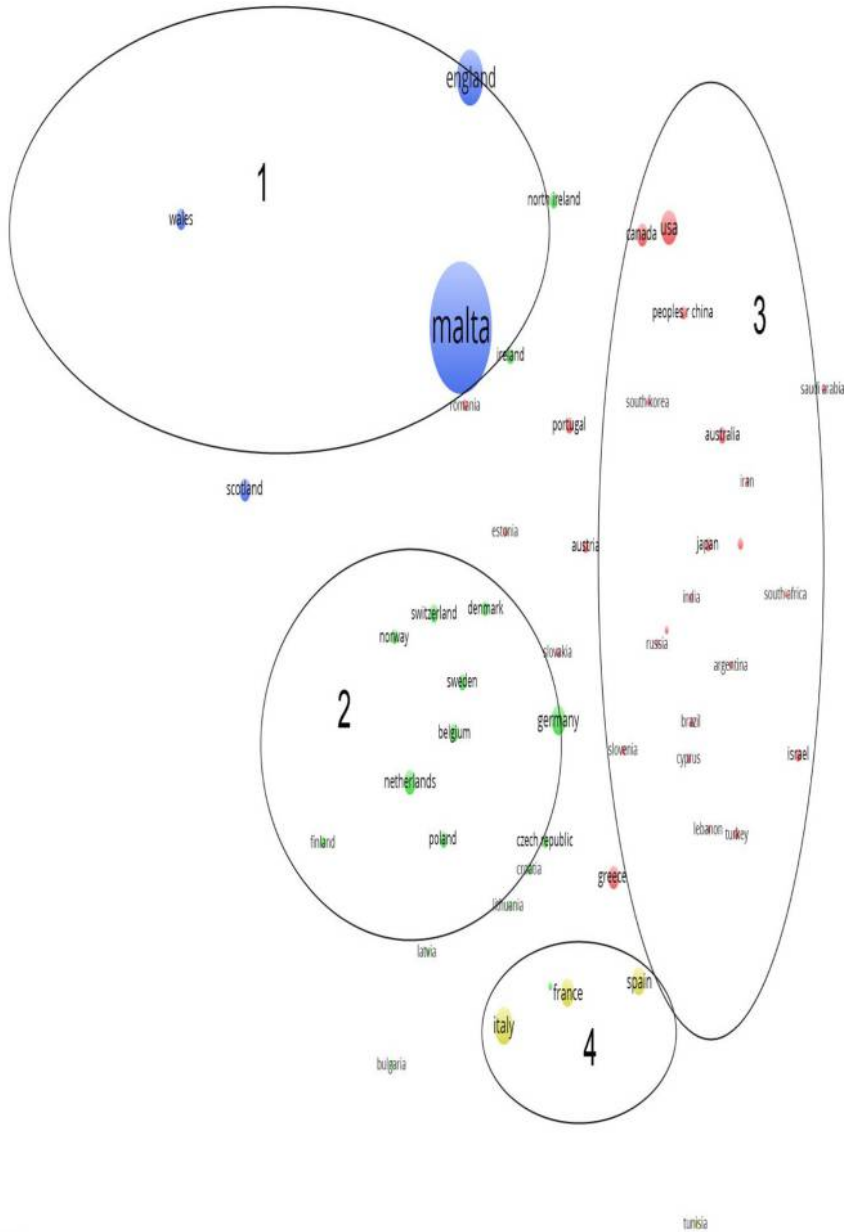 england
1
wales
north ireland
canada
usa
malta
peoples r china
3
ireland
romania
south korea
saudi arabia
portugal
australia
scotland
iran
estonia
austria
japan
india
south africa
switzerland
denmark
norway
slovakia
russia
argentina
sweden
2
germany
brazil
belgium
slovenia
cyprus
israel
netherlands
finland
poland
czech republic
lebanon
turkey
croatia
greece
lithuania
latvia
france
spain
italy
4
bulgaria
tunisia